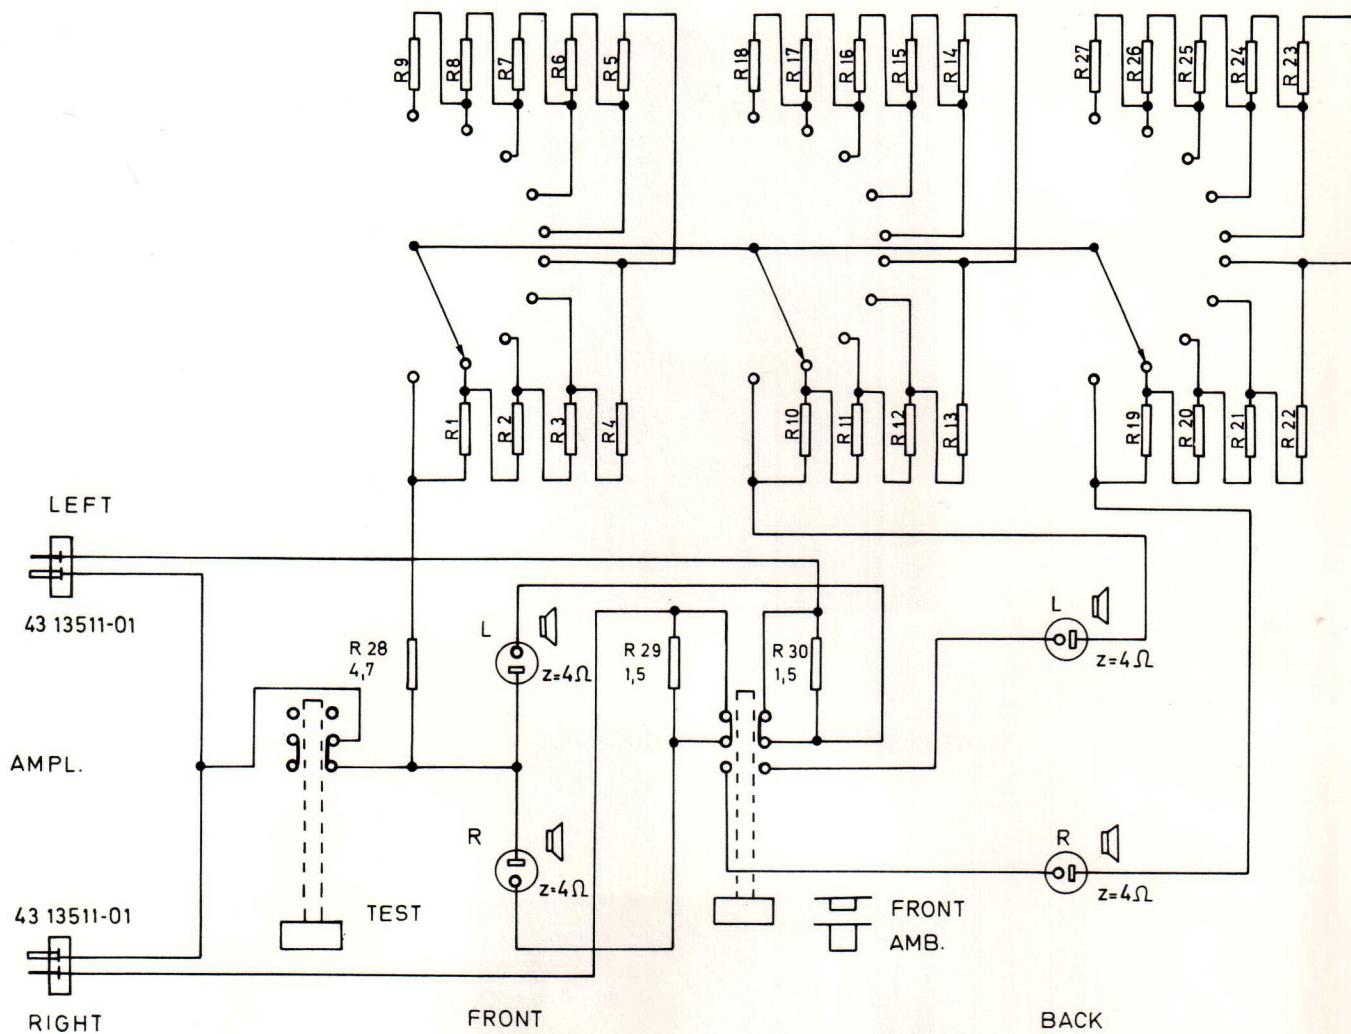 R9 R8 R7 R6 R5 R18 R17 R16 R15 R14 R27 R26 R25 R24 R23
R1 R2 R3 R4 R10 R11 R12 R13 R19 R20 R21 R22
LEFT
43 13511-01
R 28
4,7
L
z=4Ω
R 29
1,5
R 30
1,5
L
z=4Ω
AMPL.
R
z=4Ω
R
z=4Ω
TEST
FRONT
AMB.
43 13511-01
RIGHT
FRONT
BACK